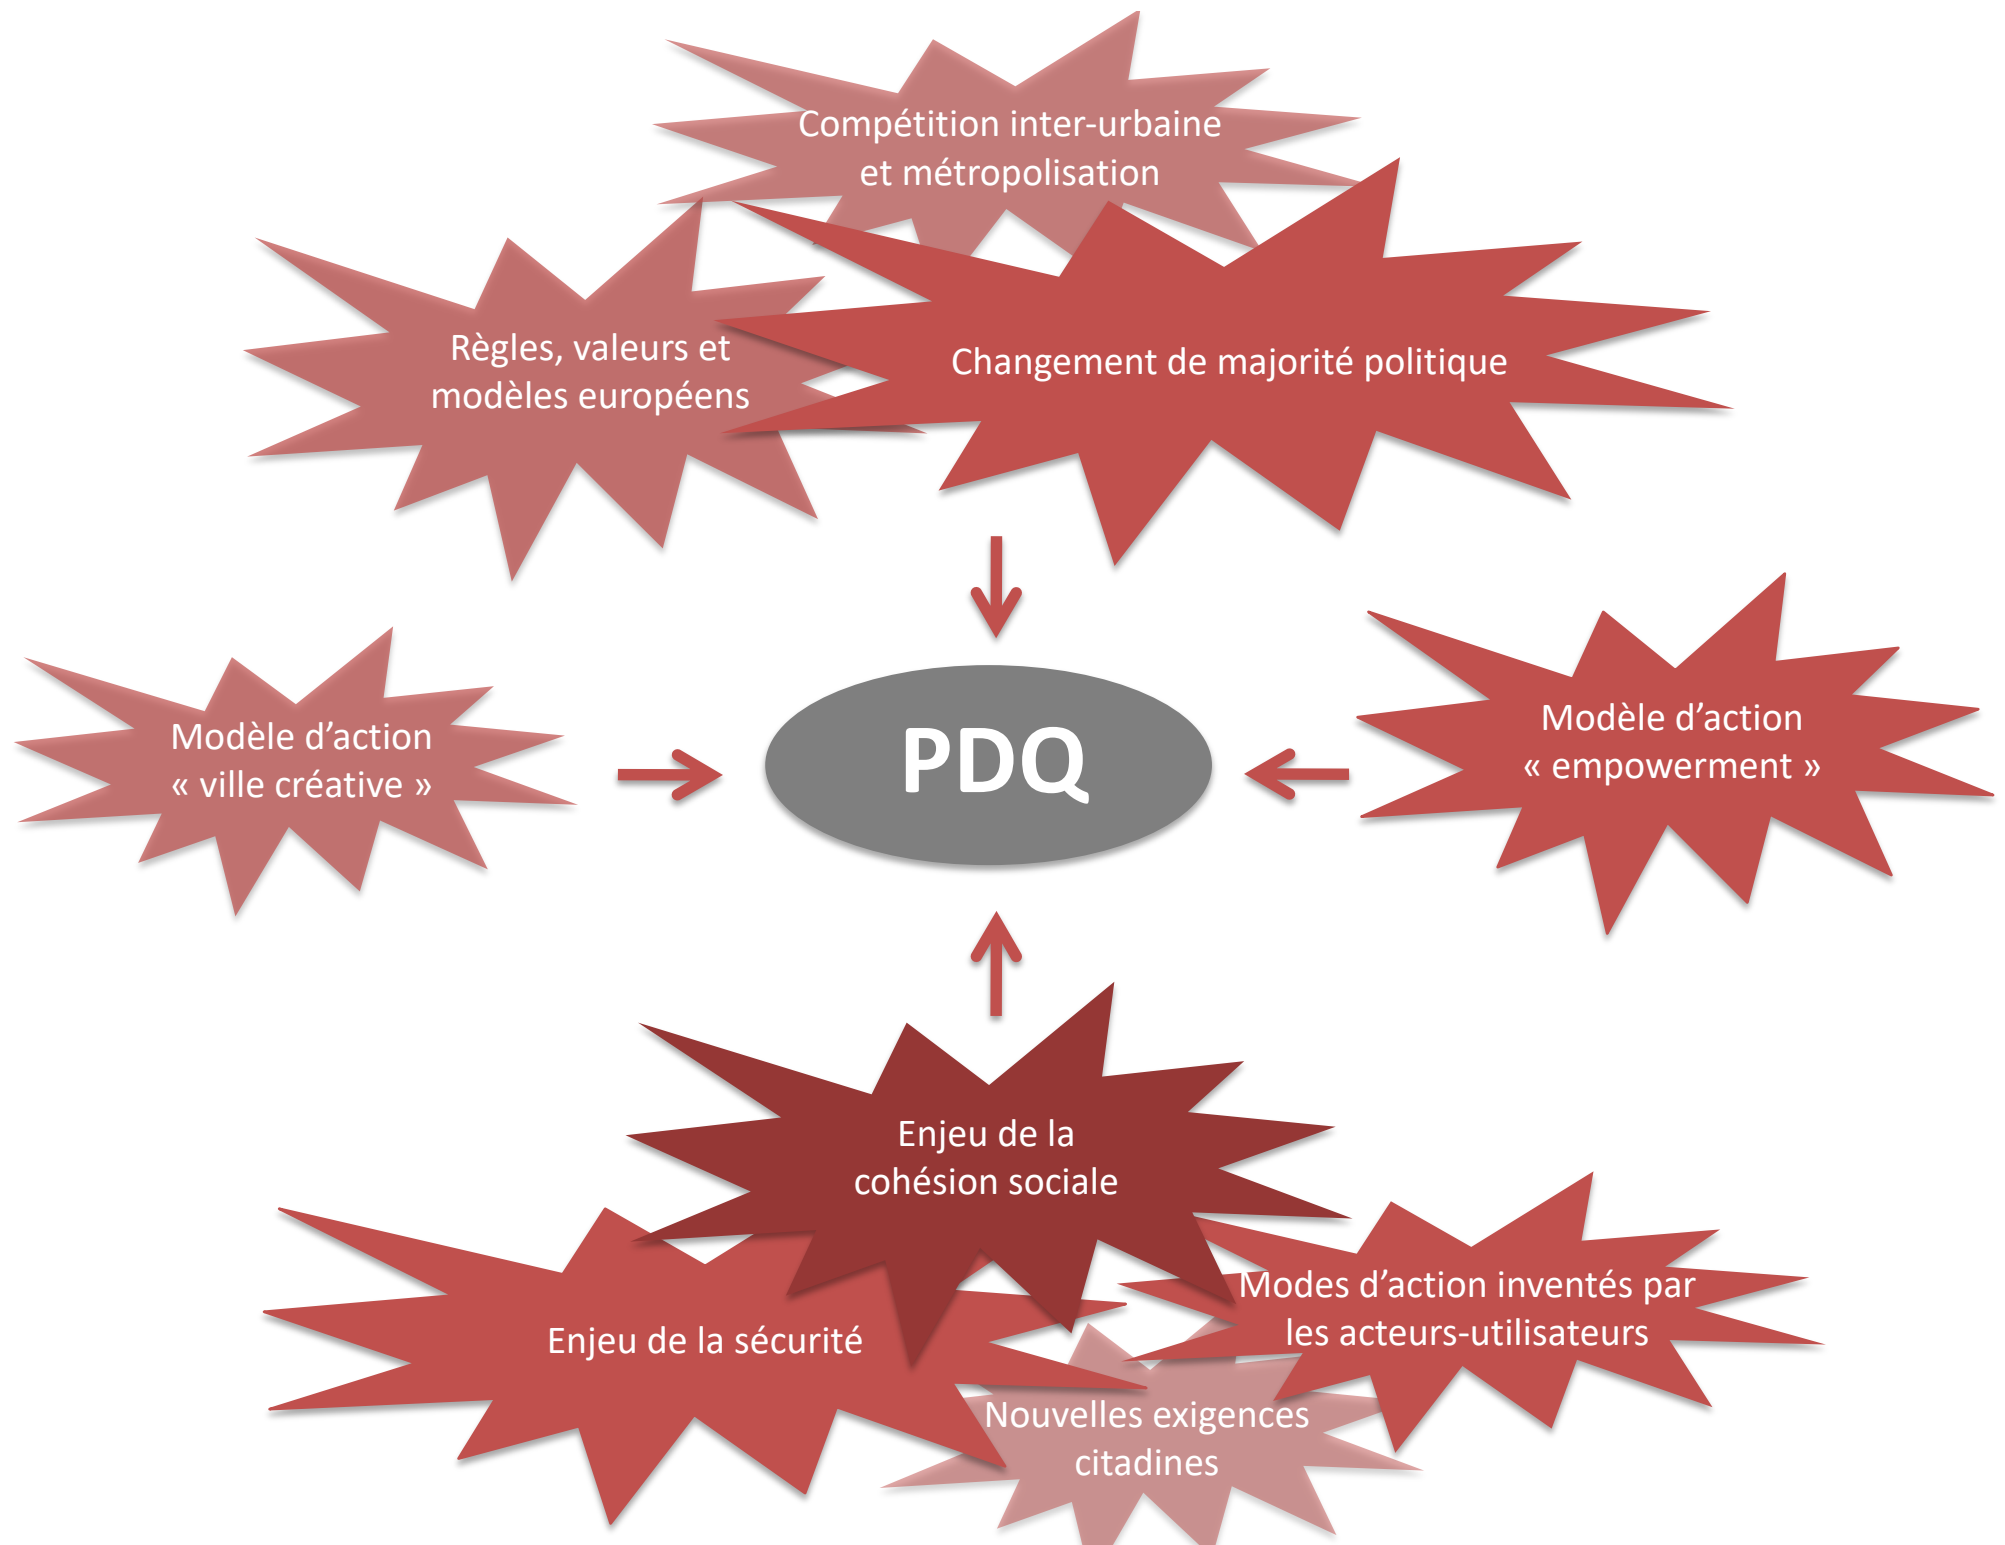 Compétition inter-urbaine
et métropolisation
Règles, valeurs et
modèles européens
Changement de majorité politique
Modèle d’action
« ville créative »
PDQ
Modèle d’action
« empowerment »
Enjeu de la
cohésion sociale
Enjeu de la sécurité
Modes d’action inventés par
les acteurs-utilisateurs
Nouvelles exigences
citadines